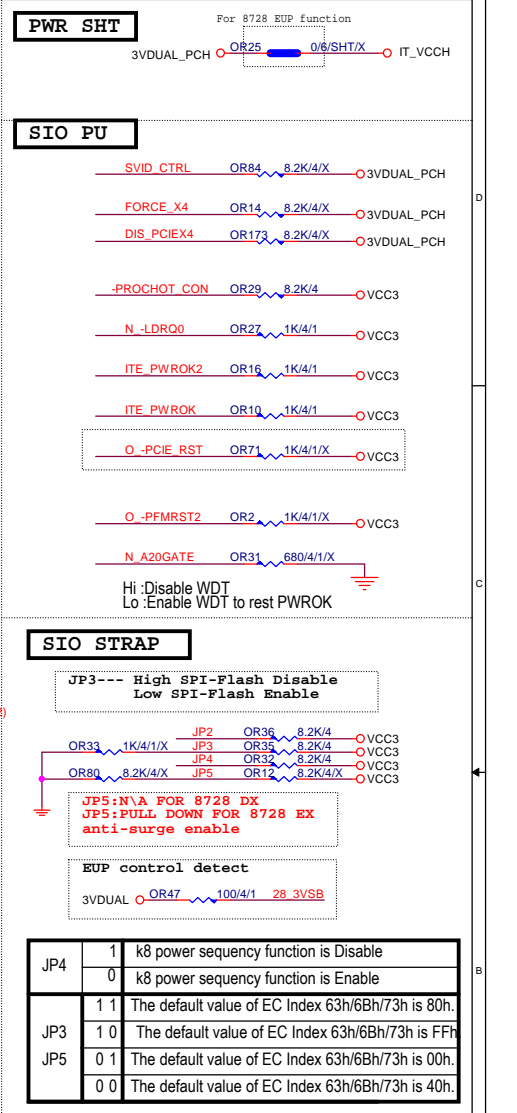 PWR SHT
For 8728 EUP function
3VDUAL_PCH OR25 0/6/SHT/X IT_VCCH
SIO PU
SVID_CTRL OR84 8.2K/4/X 3VDUAL_PCH
FORCE_X4 OR14 8.2K/4/X 3VDUAL_PCH
DIS_PCIEX4 OR173 8.2K/4/X 3VDUAL_PCH
D
-PROCHOT_CON OR29 8.2K/4 VCC3
N_-LDRQ0 OR27 1K/4/1 VCC3
ITE_PWROK2 OR16 1K/4/1 VCC3
ITE_PWROK OR10 1K/4/1 VCC3
O_-PCIE_RST OR71 1K/4/1/X VCC3
O_-PFMRST2 OR2 1K/4/1/X VCC3
N_A20GATE OR31 680/4/1/X
Hi :Disable WDT
C
Lo :Enable WDT to rest PWROK
SIO STRAP
JP3--- High SPI-Flash Disable
Low SPI-Flash Enable
JP2 OR36 8.2K/4 VCC3
OR33 1K/4/1/X JP3 OR35 8.2K/4 VCC3
JP4 OR32 8.2K/4 VCC3
OR80 8.2K/4/X JP5 OR12 8.2K/4/X VCC3
JP5:N\A FOR 8728 DX
JP5:PULL DOWN FOR 8728 EX
anti-surge enable
EUP control detect
3VDUAL OR47 100/4/1 28_3VSB
JP4 1 k8 power sequency function is Disable
0 k8 power sequency function is Enable
B
JP3 JP5 1 1 The default value of EC Index 63h/6Bh/73h is 80h.
1 0 The default value of EC Index 63h/6Bh/73h is FFh
0 1 The default value of EC Index 63h/6Bh/73h is 00h.
0 0 The default value of EC Index 63h/6Bh/73h is 40h.